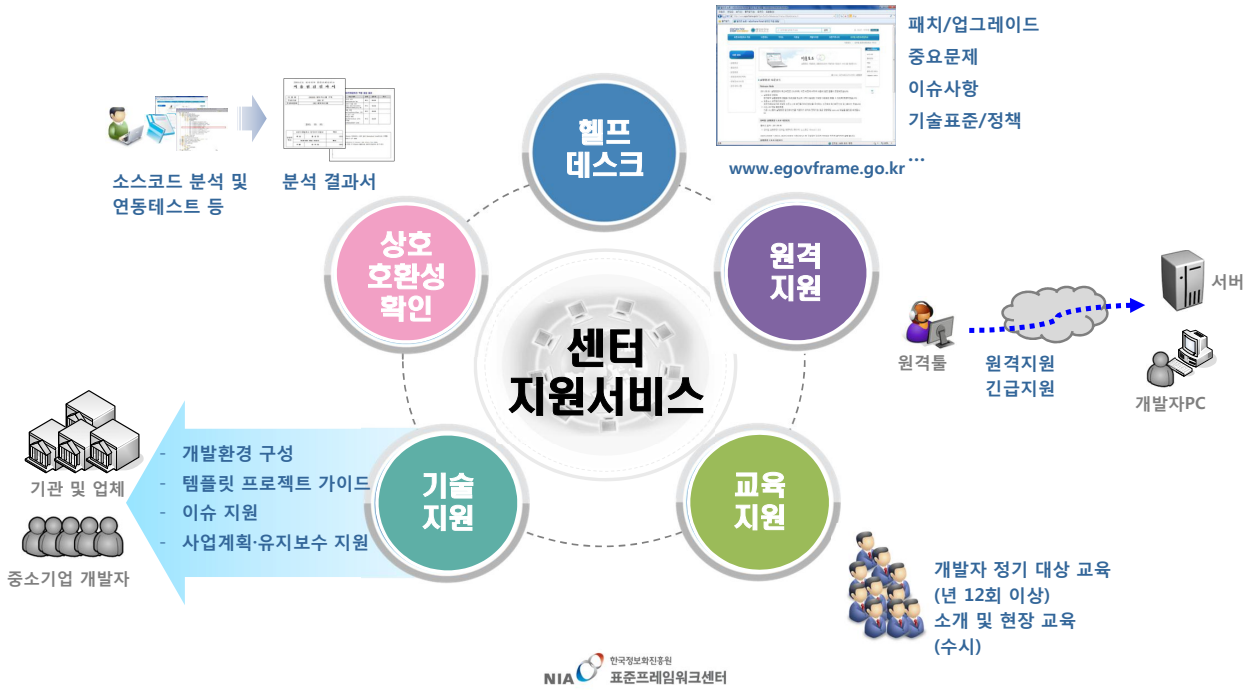 패치/업그레이드
중요문제
이슈사항
기술표준/정책
...
www.egovframe.go.kr
헬프
데스크
소스코드 분석 및
연동테스트 등
분석 결과서
상호
호환성
확인
원격
지원
서버
원격툴
원격지원
긴급지원
개발자PC
센터
지원서비스
기관 및 업체
중소기업 개발자
- 개발환경 구성
- 템플릿 프로젝트 가이드
- 이슈 지원
- 사업계획·유지보수 지원
기술
지원
교육
지원
개발자 정기 대상 교육
(년 12회 이상)
소개 및 현장 교육
(수시)
NIA 한국정보화진흥원
표준프레임워크센터